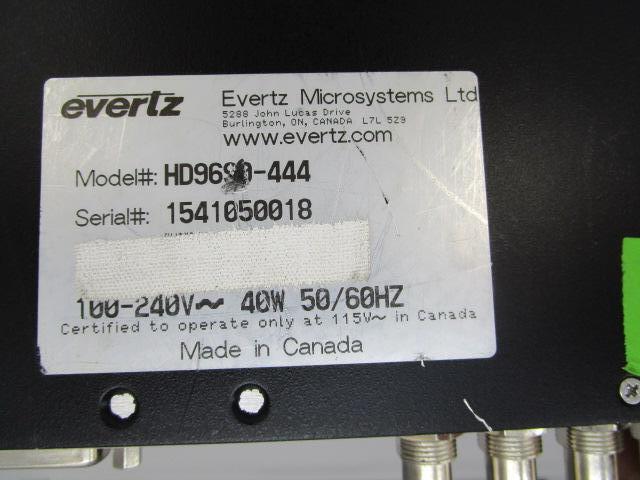 evertz
Evertz Microsystems Ltd
5288 John Lucas Drive
Burlington, ON, CANADA L7L 5Z9
www.evertz.com
Model#:
Serial#: 1541050018
100-240V~ 40W 50/60HZ
Certified to operate only at 115V~ in Canada
Made in Canada